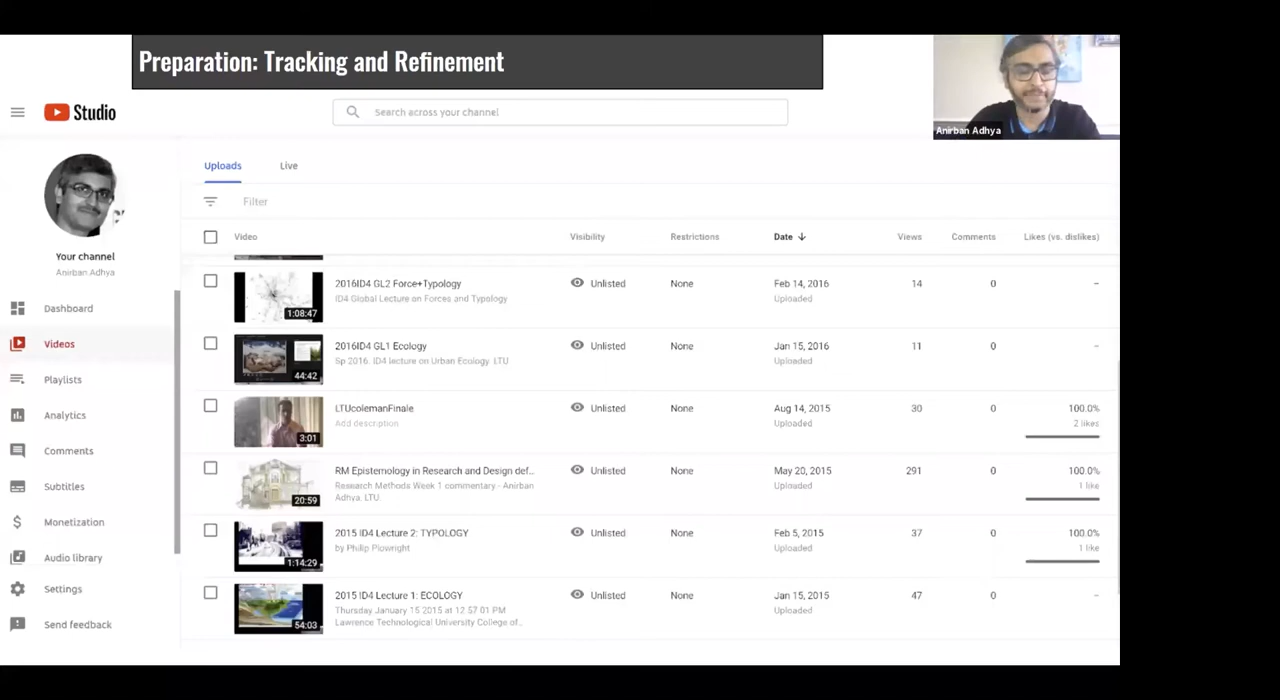 Preparation: Tracking and Refinement
Anirban Adhya
Studio
Search across your channel
Your channel
Anirban Adhya
Dashboard
Videos
Playlists
Analytics
Comments
Subtitles
Monetization
Audio library
Settings
Send feedback
Uploads Live
Filter
Video Visibility Restrictions Date Views Comments Likes (vs. dislikes)
2016ID4 GL2 Force+Typology Unlisted None Feb 14, 2016 14 0 –
ID4 Global Lecture on Forces and Typology Uploaded
1:08:47
2016ID4 GL1 Ecology Unlisted None Jan 15, 2016 11 0 –
Sp 2016. ID4 lecture on Urban Ecology. LTU Uploaded
44:42
LTUcolemanFinale Unlisted None Aug 14, 2015 30 0 100.0%
Add description Uploaded 2 likes
3:01
RM Epistemology in Research and Design def... Unlisted None May 20, 2015 291 0 100.0%
Research Methods Week 1 commentary - Anirban Uploaded 1 like
Adhya. LTU
20:59
2015 ID4 Lecture 2: TYPOLOGY Unlisted None Feb 5, 2015 37 0 100.0%
by Philip Plowright Uploaded 1 like
1:14:29
2015 ID4 Lecture 1: ECOLOGY Unlisted None Jan 15, 2015 47 0 –
Thursday January 15 2015 at 12 57 01 PM Uploaded
Lawrence Technological University College of...
54:03